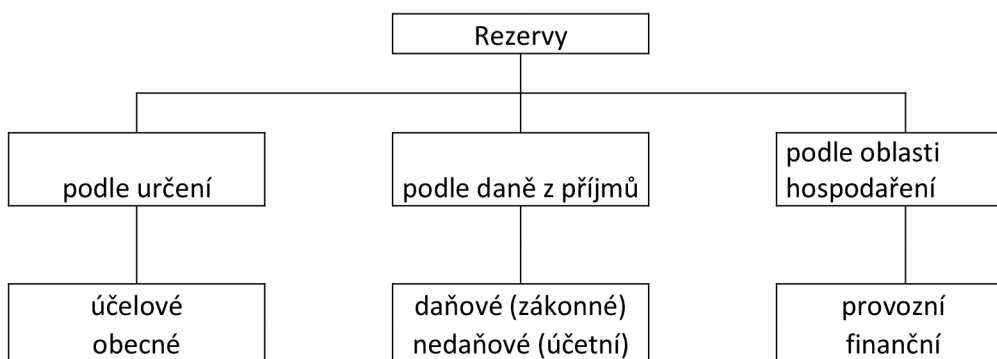 Rezervy
podle určení
podle daně z příjmů
podle oblasti
hospodaření
účelové
obecné
daňové (zákonné)
nedaňové (účetní)
provozní
finanční